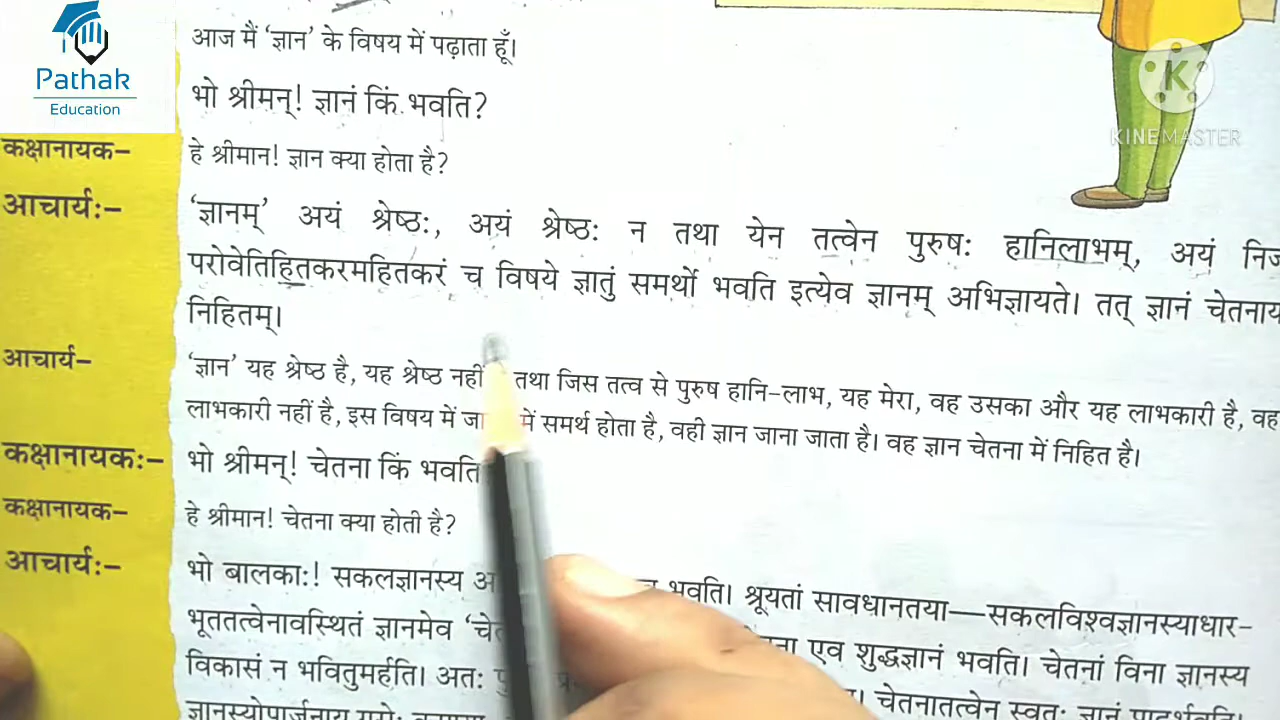 Pathak
Education
KINEMASTER
आज मैं ‘ज्ञान’ के विषय में पढ़ाता हूँ।
भो श्रीमन्! ज्ञानं किं भवति?
कक्षानायक- हे श्रीमान! ज्ञान क्या होता है?
आचार्यः- ‘ज्ञानम्’ अयं श्रेष्ठः, अयं श्रेष्ठः न तथा येन तत्वेन पुरुषः हानिलाभम्, अयं
परोवेतिहितकरमहितकरं च विषये ज्ञातुं समर्थो भवति इत्येव ज्ञानम् अभिज्ञायते। तत् ज्ञानं
निहितम्।
आचार्य- ‘ज्ञान’ यह श्रेष्ठ है, यह श्रेष्ठ तथा जिस तत्व से पुरुष हानि-लाभ, यह मेरा, वह उसका और यह लाभकारी है, वह
लाभकारी नहीं है, इस विषय में में समर्थ होता है, वही ज्ञान जाना जाता है। वह ज्ञान चेतना में निहित है।
कक्षानायकः- भो श्रीमन्! चेतना किं भवति
कक्षानायक- हे श्रीमान! चेतना क्या होती है?
आचार्यः- भो बालकाः! सकलज्ञानस्य भवति। श्रूयतां सावधानतया—सकलविश्वज्ञानस्याधार-
भूततत्वेनावस्थितं ज्ञानमेव एव शुद्धज्ञानं भवति। चेतनां विना ज्ञानस्य
विकासं न भवितुमर्हति। अतः चेतनातत्वेन स्वतः